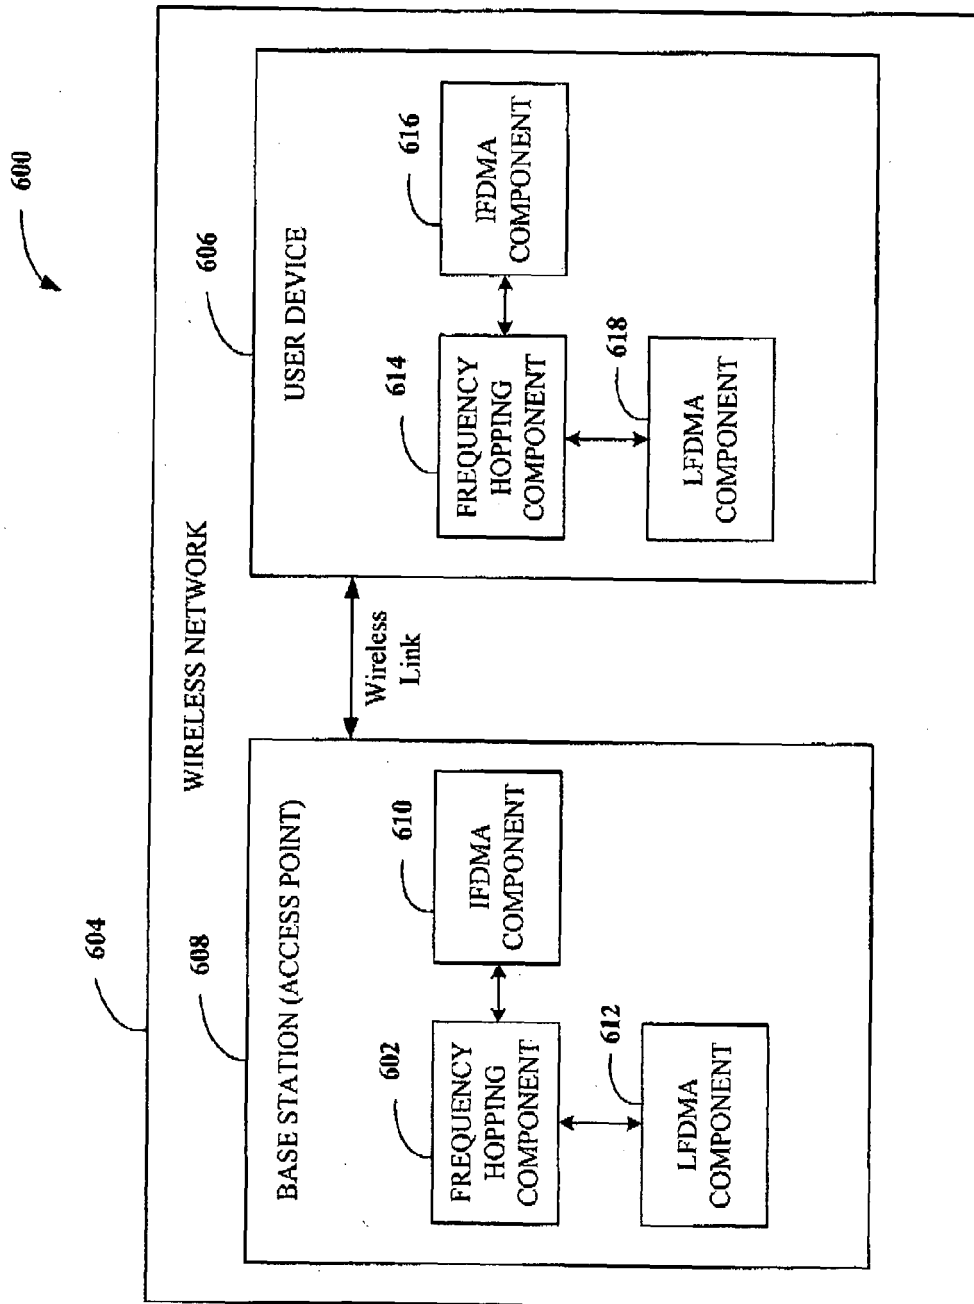 600
604
WIRELESS NETWORK
608
BASE STATION (ACCESS POINT)
602
FREQUENCY
HOPPING
COMPONENT
610
IFDMA
COMPONENT
612
LFDMA
COMPONENT
Wireless
Link
606
USER DEVICE
614
FREQUENCY
HOPPING
COMPONENT
616
IFDMA
COMPONENT
618
LFDMA
COMPONENT